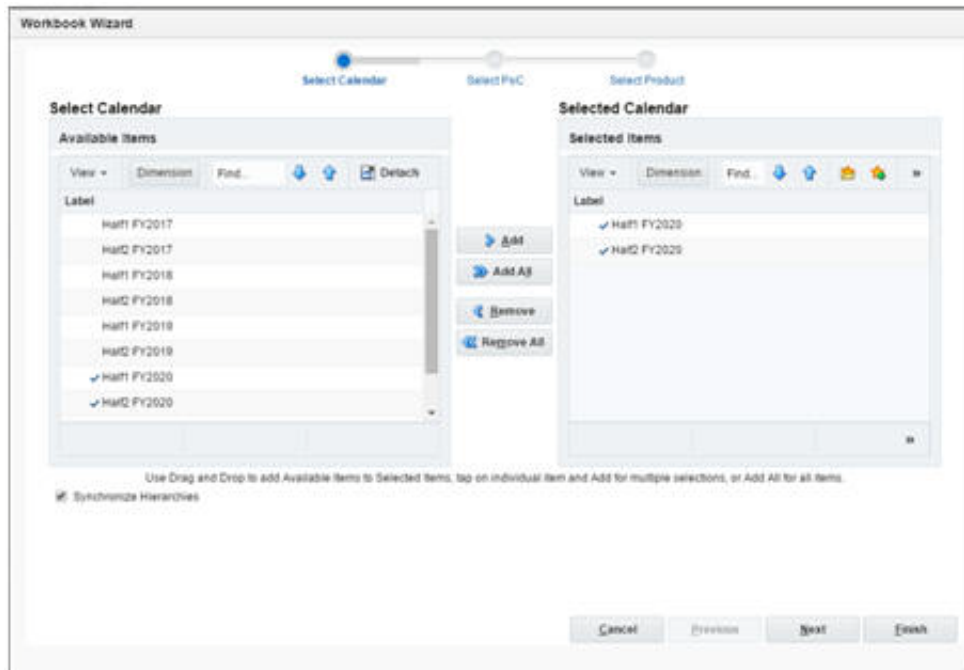 Workbook Wizard
Select Calendar
Select PoC
Select Product
Select Calendar
Available Items
View
Dimension
Find...
Detach
Label
Half1 FY2017
Half2 FY2017
Half1 FY2018
Half2 FY2018
Half1 FY2019
Half2 FY2019
Half1 FY2020
Half2 FY2020
Add
Add All
Remove
Remove All
Selected Calendar
Selected Items
View
Dimension
Find...
»
Label
Half1 FY2020
Half2 FY2020
»
Use Drag and Drop to add Available Items to Selected Items, tap on individual item and Add for multiple selections, or Add All for all items.
Synchronize Hierarchies
Cancel
Previous
Next
Finish